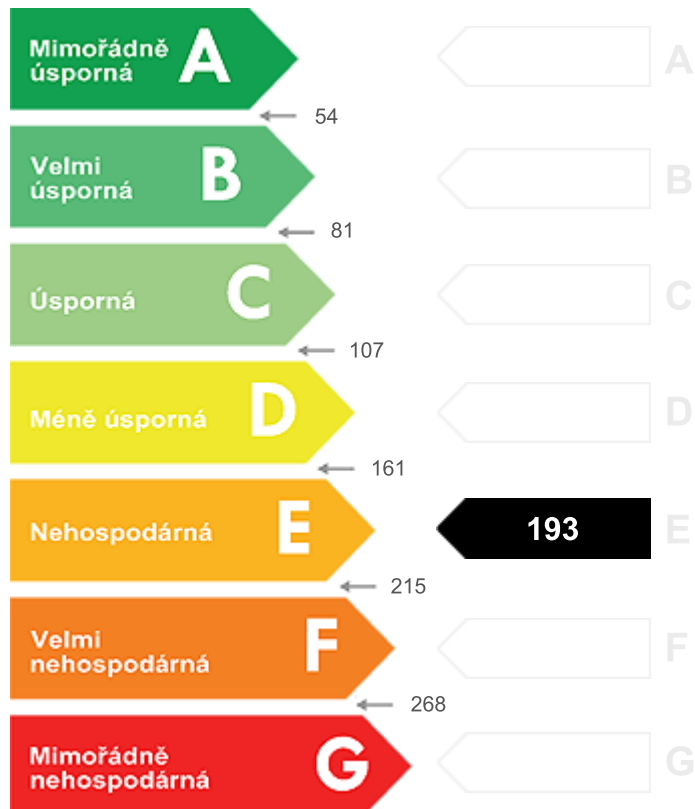 Mimořádně
úsporná
A
A
54
Velmi
úsporná
B
B
81
Úsporná
C
C
107
Méně úsporná
D
D
161
Nehospodárná
E
193
E
215
Velmi
nehospodárná
F
F
268
Mimořádně
nehospodárná
G
G